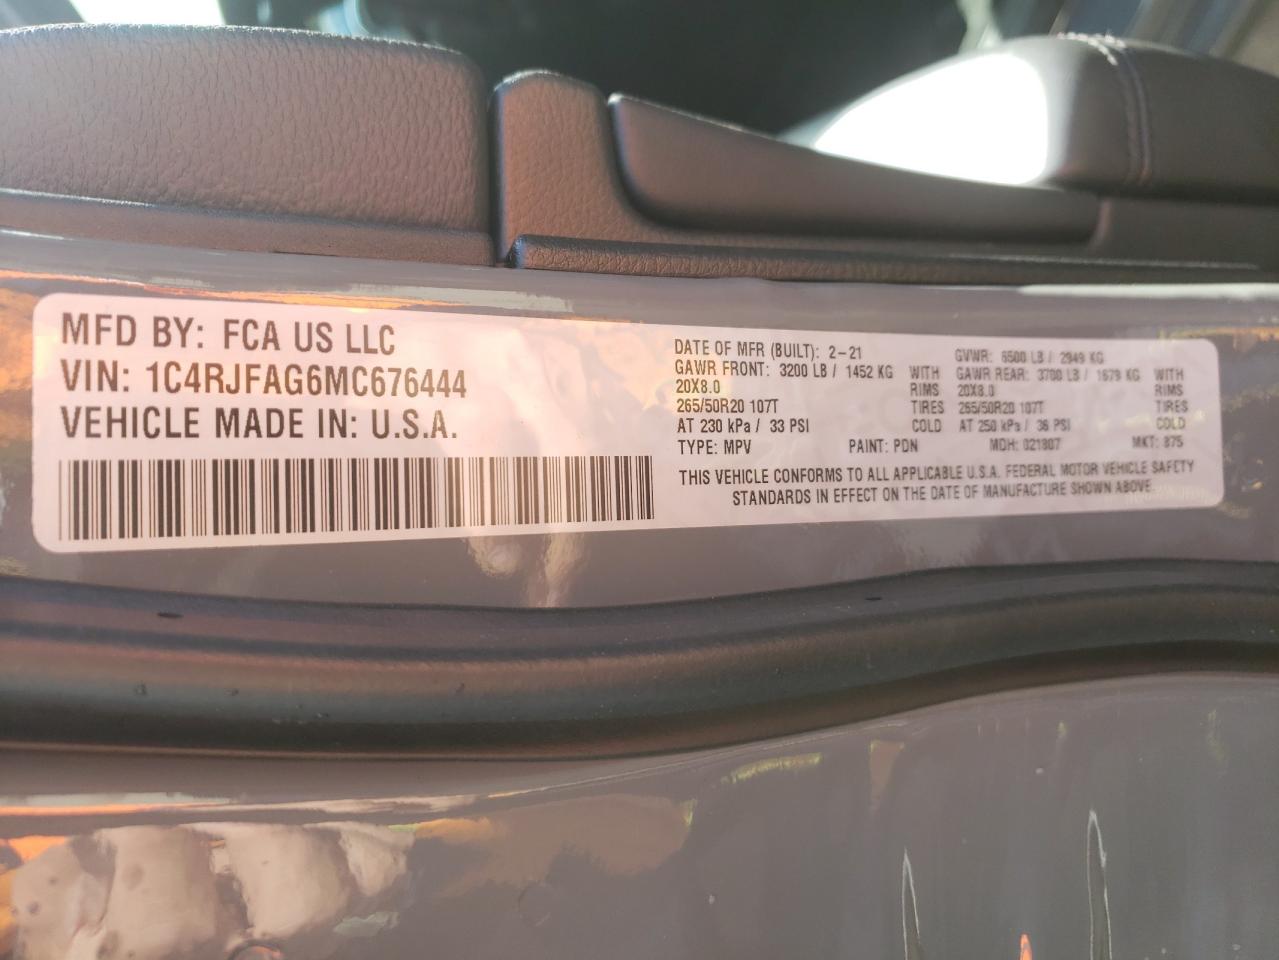 MFD BY: FCA US LLC
VIN: 1C4RJFAG6MC676444
VEHICLE MADE IN: U.S.A.
DATE OF MFR (BUILT): 2-21 GVWR: 6500 LB / 2949 KG
GAWR FRONT: 3200 LB / 1452 KG WITH GAWR REAR: 3700 LB / 1679 KG WITH
20X8.0 RIMS 20X8.0 RIMS
265/50R20 107T TIRES 265/50R20 107T TIRES
AT 230 kPa / 33 PSI COLD AT 250 kPa / 36 PSI COLD
TYPE: MPV PAINT: PDN MDH: 021807 MKT: 875
THIS VEHICLE CONFORMS TO ALL APPLICABLE U.S.A. FEDERAL MOTOR VEHICLE SAFETY
STANDARDS IN EFFECT ON THE DATE OF MANUFACTURE SHOWN ABOVE